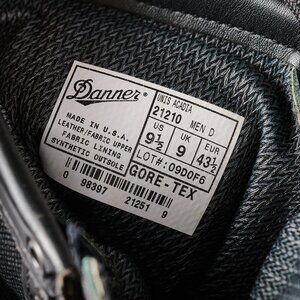 Danner®
MADE IN U.S.A.
LEATHER/FABRIC UPPER
FABRIC LINING
SYNTHETIC OUTSOLE
UNIS ACADIA
21210 MEN D
US UK EUR
9½ 9 43½
LOT#: 09D0F6
GORE-TEX
0 98397 21251 9